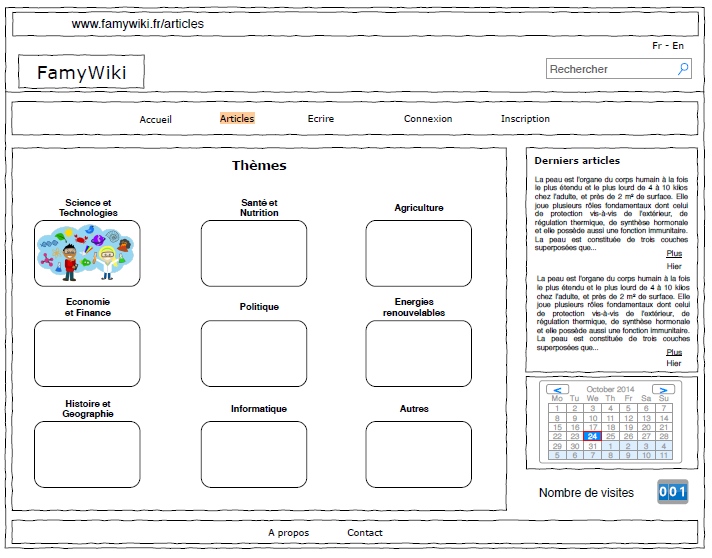 www.famywiki.fr/articles
Fr - En
FamyWiki
Rechercher
Accueil Articles Ecrire Connexion Inscription
Thèmes
Science et
Technologies
Santé et
Nutrition
Agriculture
Economie
et Finance
Politique
Energies
renouvelables
Histoire et
Geographie
Informatique
Autres
Derniers articles
La peau est l'organe du corps humain à la fois
le plus étendu et le plus lourd de 4 à 10 kilos
chez l'adulte, et près de 2 m² de surface. Elle
joue plusieurs rôles fondamentaux dont celui
de protection vis-à-vis de l'extérieur, de
régulation thermique, de synthèse hormonale
et elle possède aussi une fonction immunitaire.
La peau est constituée de trois couches
superposées que...
Plus
Hier
La peau est l'organe du corps humain à la fois
le plus étendu et le plus lourd de 4 à 10 kilos
chez l'adulte, et près de 2 m² de surface. Elle
joue plusieurs rôles fondamentaux dont celui
de protection vis-à-vis de l'extérieur, de
régulation thermique, de synthèse hormonale
et elle possède aussi une fonction immunitaire.
La peau est constituée de trois couches
superposées que...
Plus
Hier
< October 2014 >
Mo Tu We Th Fr Sa Su
1 2 3 4 5 6 7
8 9 10 11 12 13 14
15 16 17 18 19 20 21
22 23 24 25 26 27 28
29 30 31 1 2 3 4
5 6 7 8 9 10 11
Nombre de visites 001
A propos Contact